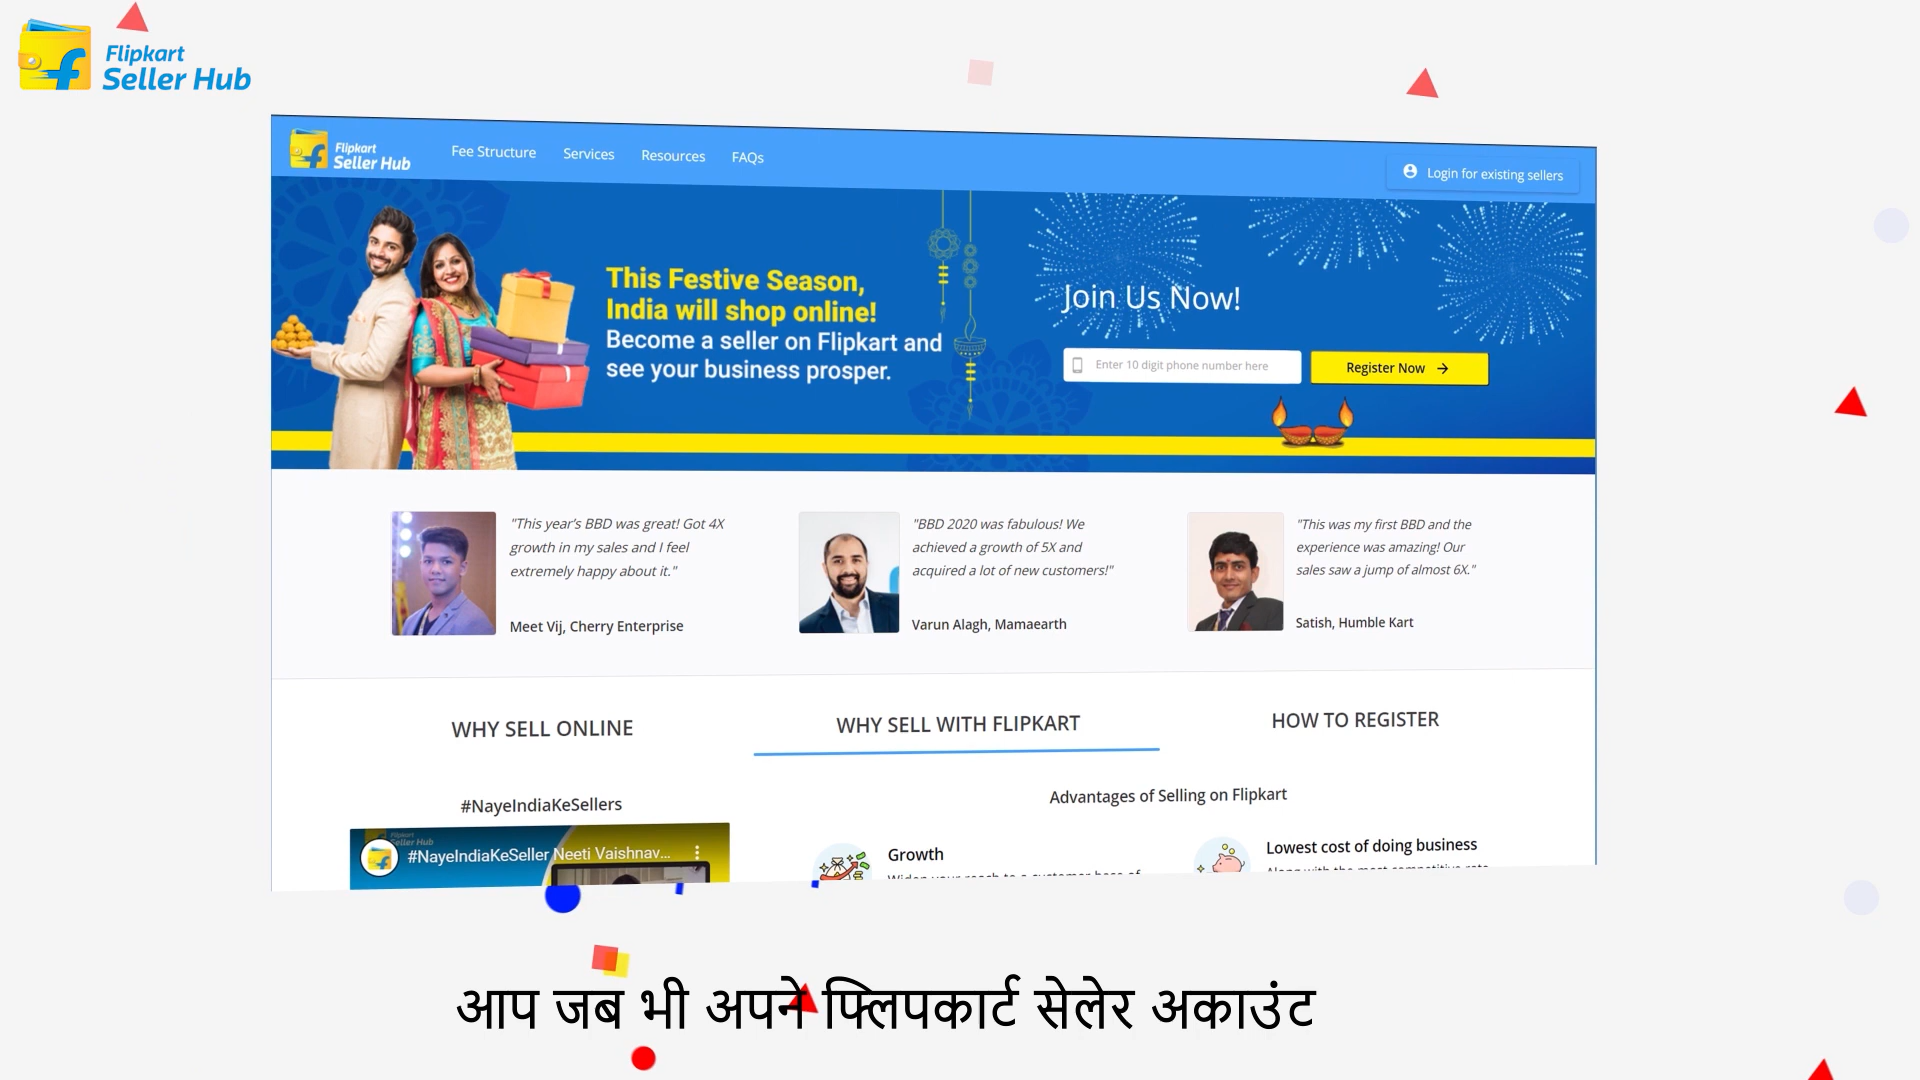 Flipkart
Seller Hub
Flipkart
Seller Hub
Fee Structure
Services
Resources
FAQs
Login for existing sellers
This Festive Season,
India will shop online!
Become a seller on Flipkart and
see your business prosper.
Join Us Now!
Enter 10 digit phone number here
Register Now
"This year's BBD was great! Got 4X
growth in my sales and I feel
extremely happy about it."
Meet Vij, Cherry Enterprise
"BBD 2020 was fabulous! We
achieved a growth of 5X and
acquired a lot of new customers!"
Varun Alagh, Mamaearth
"This was my first BBD and the
experience was amazing! Our
sales saw a jump of almost 6X."
Satish, Humble Kart
WHY SELL ONLINE
WHY SELL WITH FLIPKART
HOW TO REGISTER
#NayeIndiaKeSellers
Flipkart
Seller Hub
#NayeIndiaKeSeller Neeti Vaishnav...
Advantages of Selling on Flipkart
Growth
Lowest cost of doing business
आप जब भी अपने फ्लिपकार्ट सेलेर अकाउंट